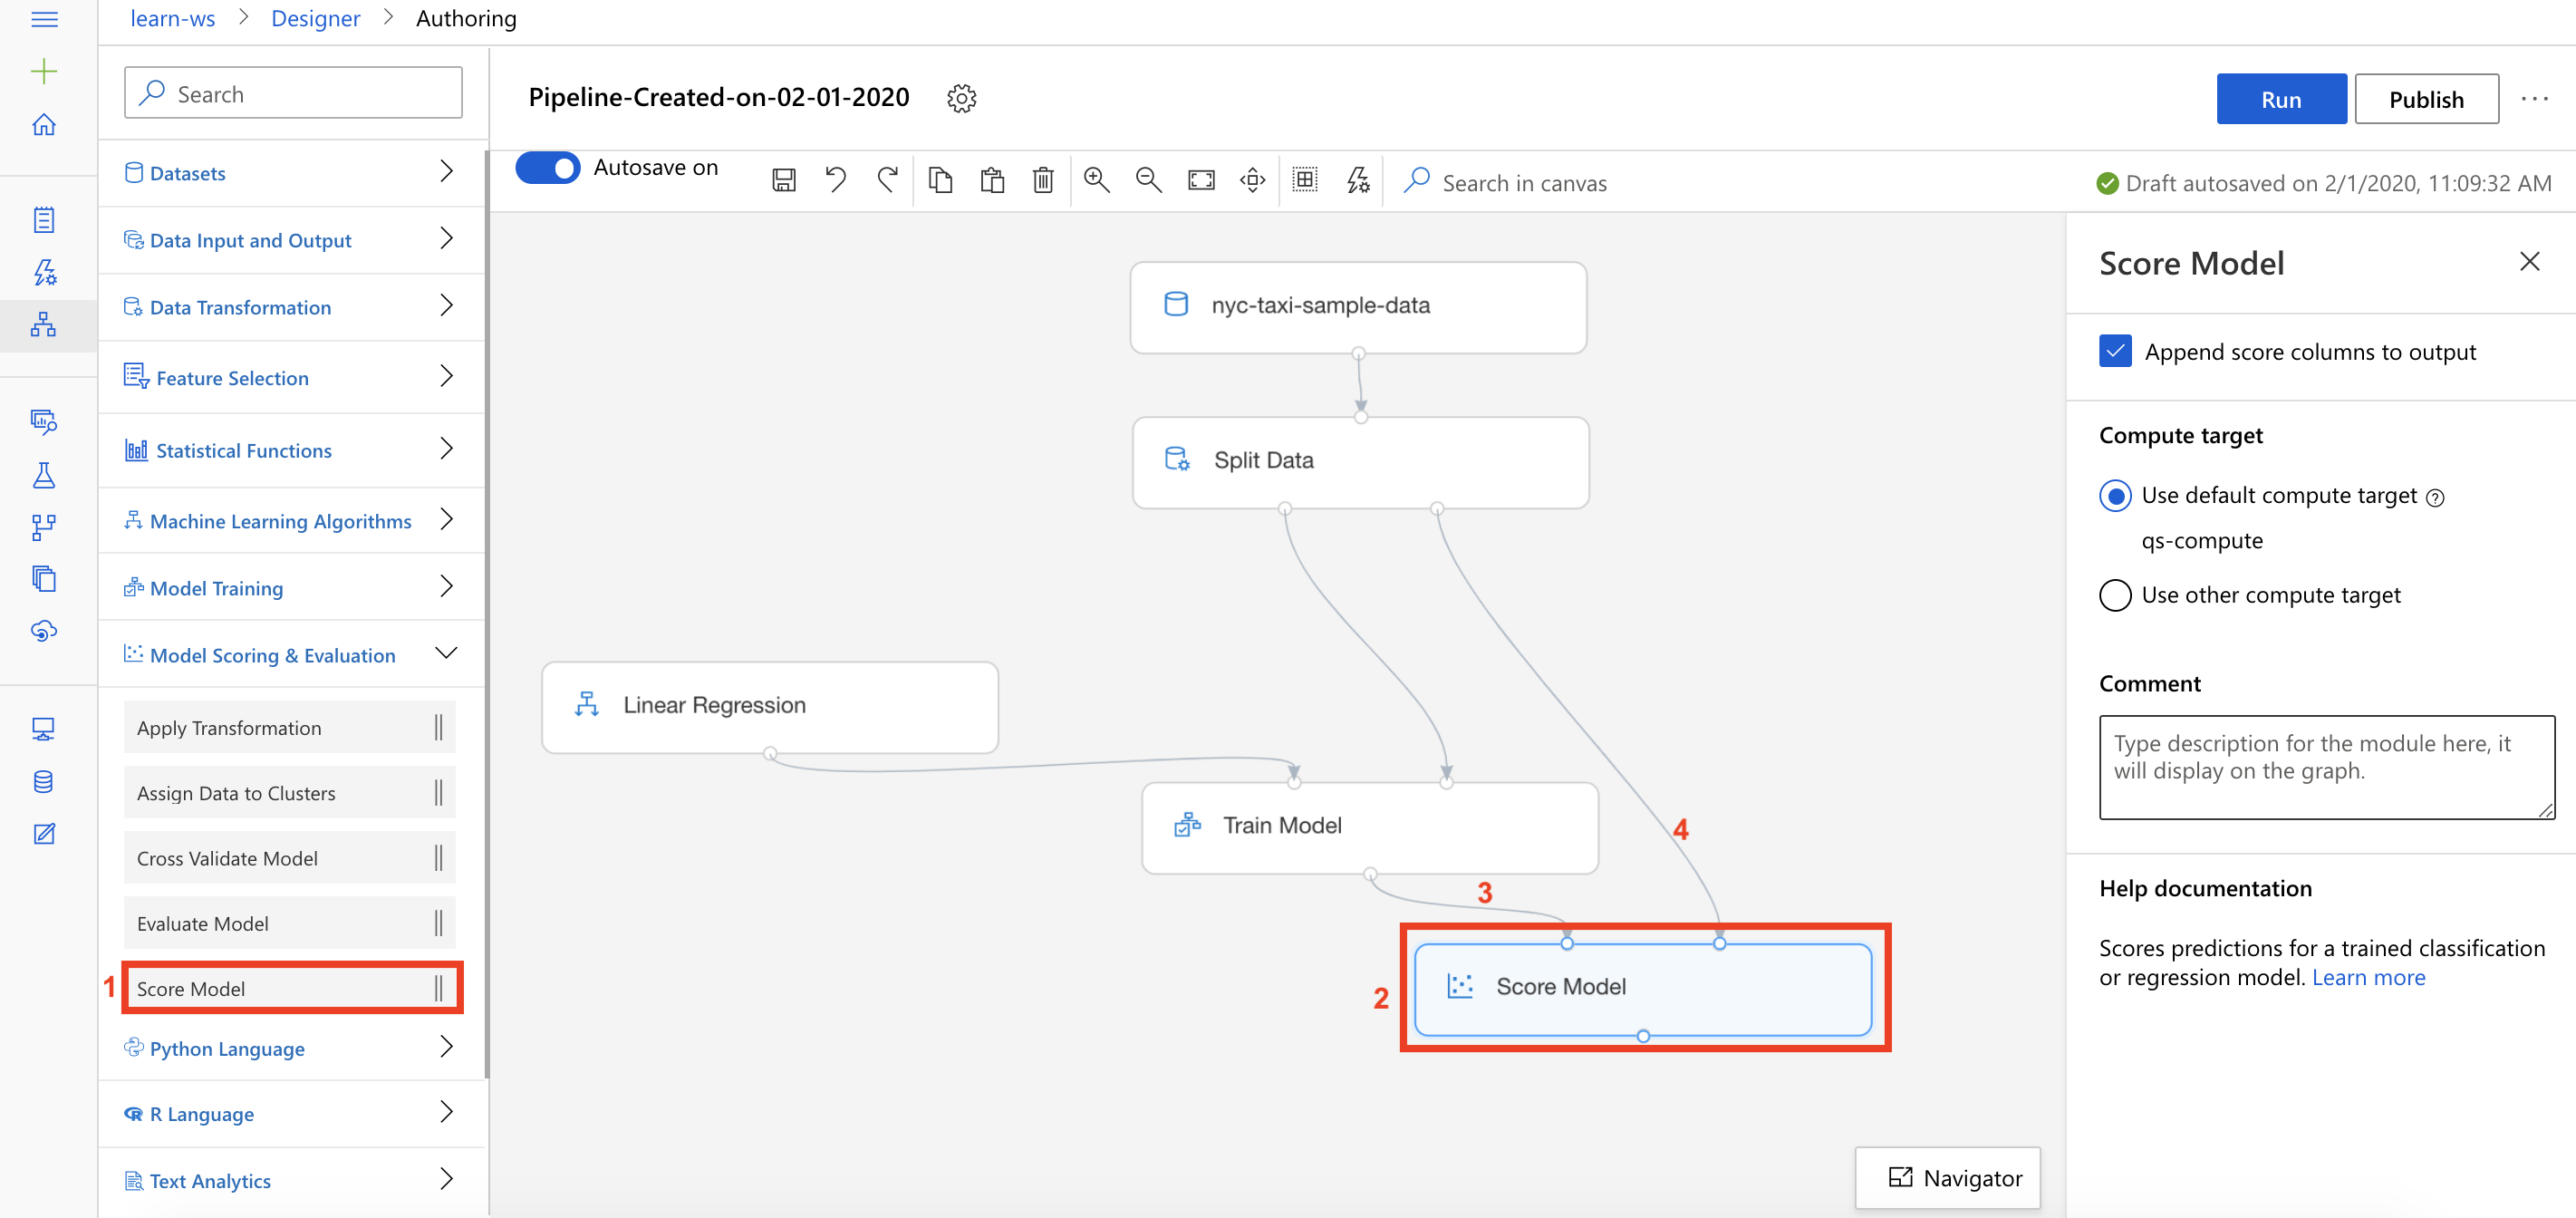 learn-ws > Designer > Authoring
Search
Datasets
Data Input and Output
Data Transformation
Feature Selection
Statistical Functions
Machine Learning Algorithms
Model Training
Model Scoring & Evaluation
Apply Transformation
Assign Data to Clusters
Cross Validate Model
Evaluate Model
1
Score Model
Python Language
R Language
Text Analytics
Pipeline-Created-on-02-01-2020
Run
Publish
...
Autosave on
Search in canvas
Draft autosaved on 2/1/2020, 11:09:32 AM
nyc-taxi-sample-data
Split Data
Linear Regression
Train Model
4
3
2
Score Model
Navigator
Score Model
Append score columns to output
Compute target
Use default compute target
qs-compute
Use other compute target
Comment
Type description for the module here, it
will display on the graph.
Help documentation
Scores predictions for a trained classification
or regression model. Learn more